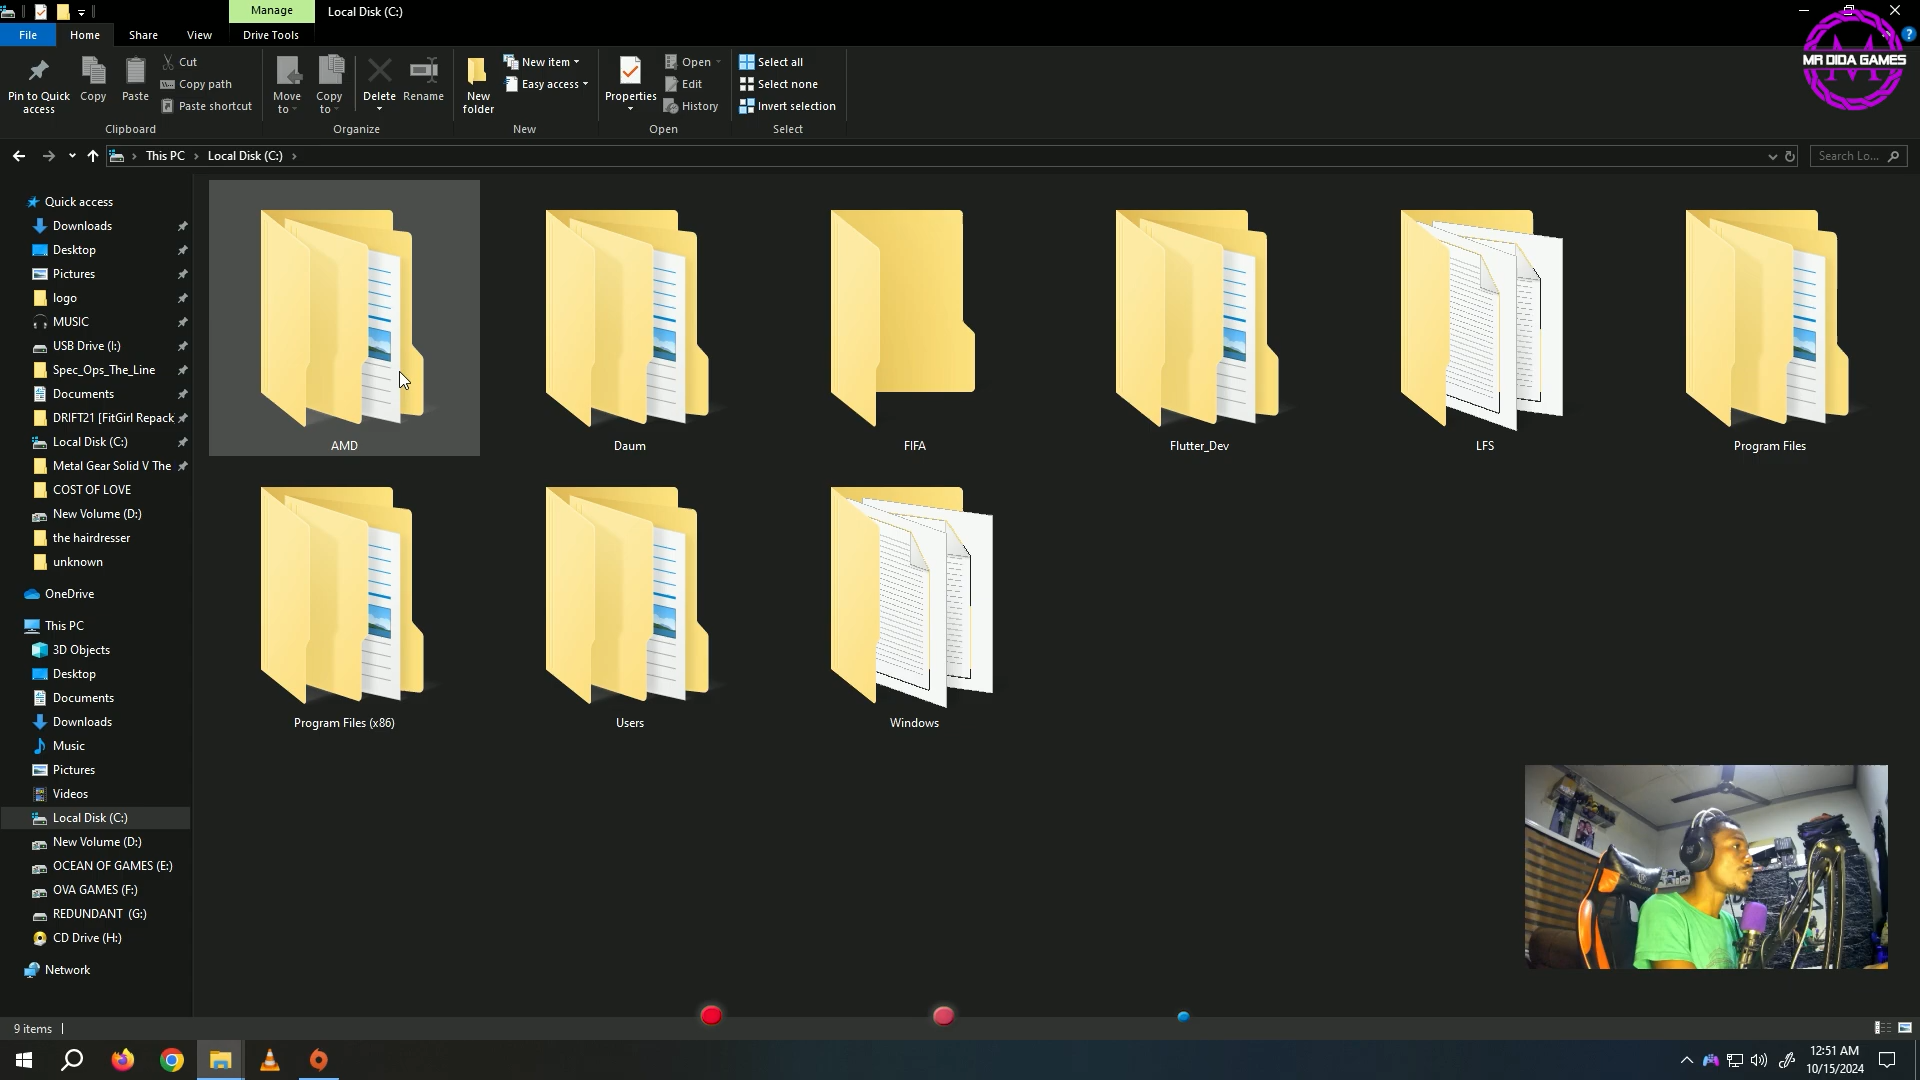 Manage
Local Disk (C:)
File
Home
Share
View
Drive Tools
Pin to Quick access
Copy
Paste
Cut
Copy path
Paste shortcut
Clipboard
Move to
Copy to
Delete
Rename
Organize
New folder
New item
Easy access
New
Properties
Open
Edit
History
Open
Select all
Select none
Invert selection
Select
MR DIDA GAMES
This PC
Local Disk (C:)
Search Lo...
Quick access
Downloads
Desktop
Pictures
logo
MUSIC
USB Drive (I:)
Spec_Ops_The_Line
Documents
DRIFT21 [FitGirl Repack
Local Disk (C:)
Metal Gear Solid V The
COST OF LOVE
New Volume (D:)
the hairdresser
unknown
OneDrive
This PC
3D Objects
Desktop
Documents
Downloads
Music
Pictures
Videos
Local Disk (C:)
New Volume (D:)
OCEAN OF GAMES (E:)
OVA GAMES (F:)
REDUNDANT (G:)
CD Drive (H:)
Network
AMD
Daum
FIFA
Flutter_Dev
LFS
Program Files
Program Files (x86)
Users
Windows
9 items
12:51 AM
10/15/2024